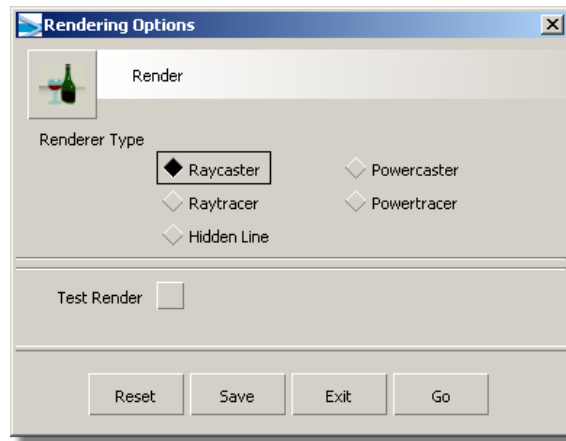 Rendering Options
Render
Renderer Type
Raycaster Powercaster
Raytracer Powertracer
Hidden Line
Test Render
Reset Save Exit Go